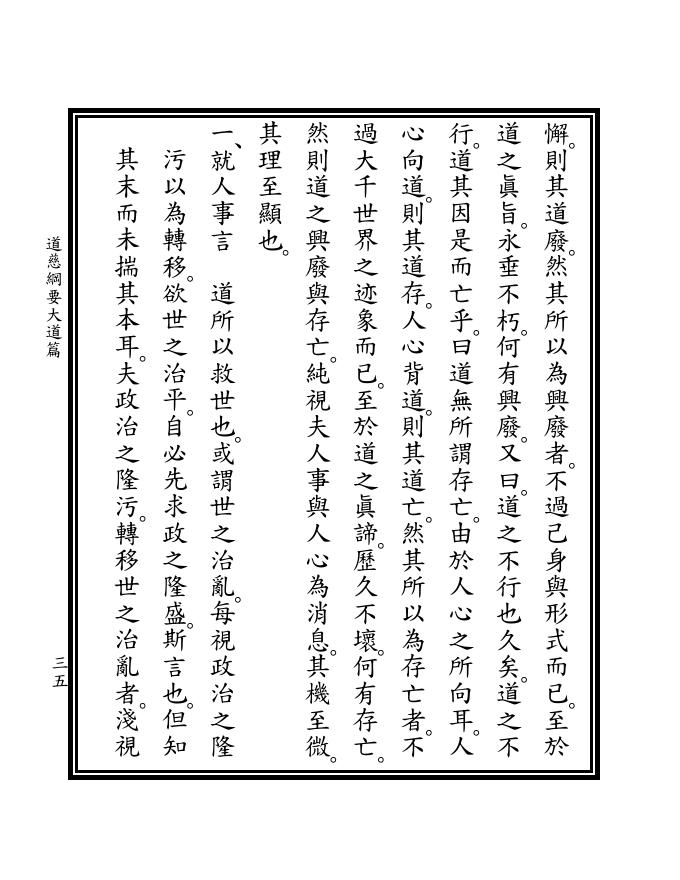 懈。則其道廢。然其所以為興廢者。不過己身與形式而已。至於
道之眞旨。永垂不朽。何有興廢。又曰。道之不行也久矣。道之不
行。道其因是而亡乎。曰道無所謂存亡。由於人心之所向耳。人
心向道。則其道存。人心背道。則其道亡。然其所以為存亡者。不
過大千世界之迹象而已。至於道之眞諦。歷久不壞。何有存亡。
然則道之興廢與存亡。純視夫人事與人心為消息。其機至微。
其理至顯也。
一、就人事言　道所以救世也。或謂世之治亂。每視政治之隆
污以為轉移。欲世之治平。自必先求政之隆盛。斯言也。但知
其末而未揣其本耳。夫政治之隆污。轉移世之治亂者。淺視
道慈綱要大道篇
三五